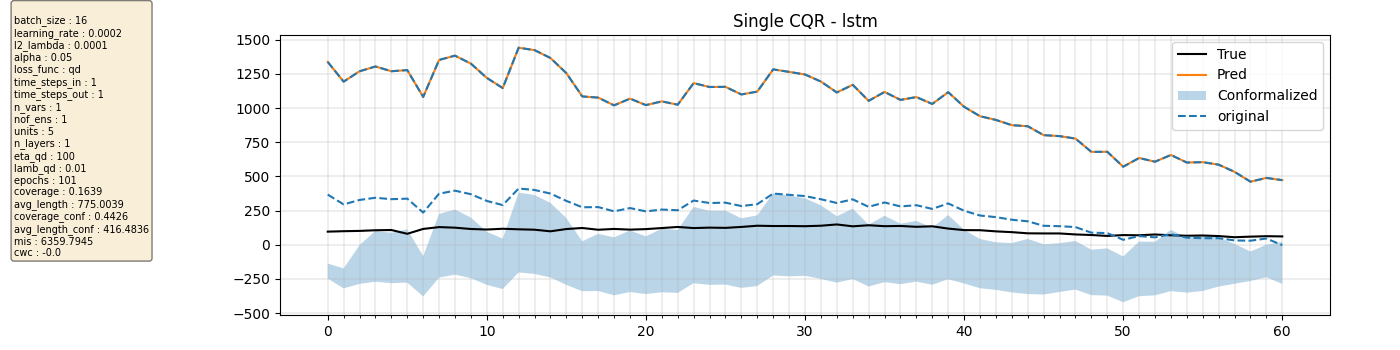 batch_size : 16
learning_rate : 0.0002
l2_lambda : 0.0001
alpha : 0.05
loss_func : qd
time_steps_in : 1
time_steps_out : 1
n_vars : 1
nof_ens : 1
units : 5
n_layers : 1
eta_qd : 100
lamb_qd : 0.01
epochs : 101
coverage : 0.1639
avg_length : 775.0039
coverage_conf : 0.4426
avg_length_conf : 416.4836
mis : 6359.7945
cwc : -0.0
Single CQR - lstm
1500
1250
1000
750
500
250
0
−250
−500
True
Pred
Conformalized
original
0 10 20 30 40 50 60